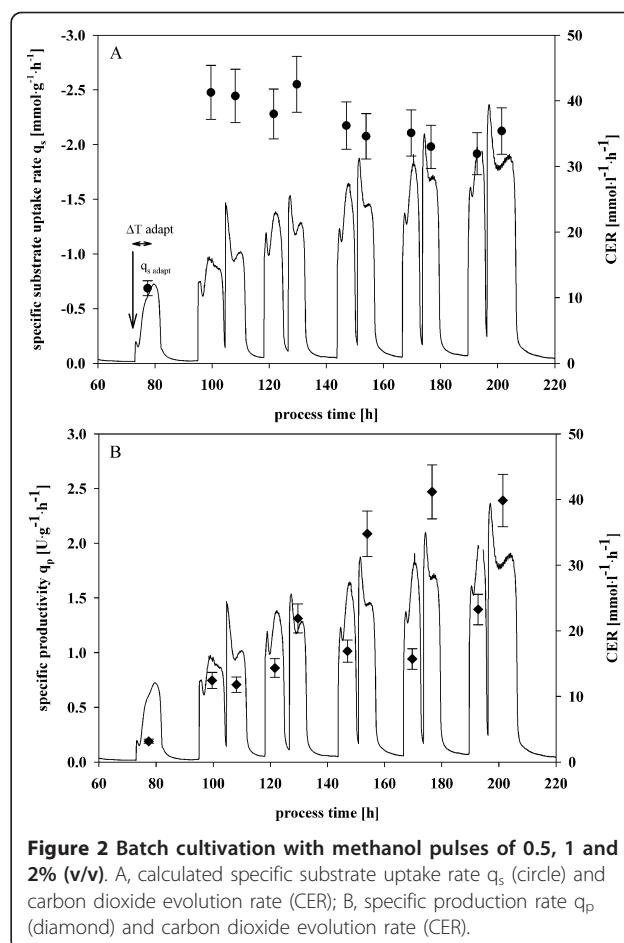 A
specific substrate uptake rate qs [mmol·g-1·h-1]
-3.0
-2.5
-2.0
-1.5
-1.0
-0.5
0.0
ΔT adapt
qs adapt
50
40
30
20
10
0
CER [mmol·l-1·h-1]
60 80 100 120 140 160 180 200 220
process time [h]
B
specific productivity qp [U·g-1·h-1]
3.0
2.5
2.0
1.5
1.0
0.5
0.0
50
40
30
20
10
0
CER [mmol·l-1·h-1]
60 80 100 120 140 160 180 200 220
process time [h]
Figure 2 Batch cultivation with methanol pulses of 0.5, 1 and
2% (v/v). A, calculated specific substrate uptake rate qs (circle) and
carbon dioxide evolution rate (CER); B, specific production rate qp
(diamond) and carbon dioxide evolution rate (CER).